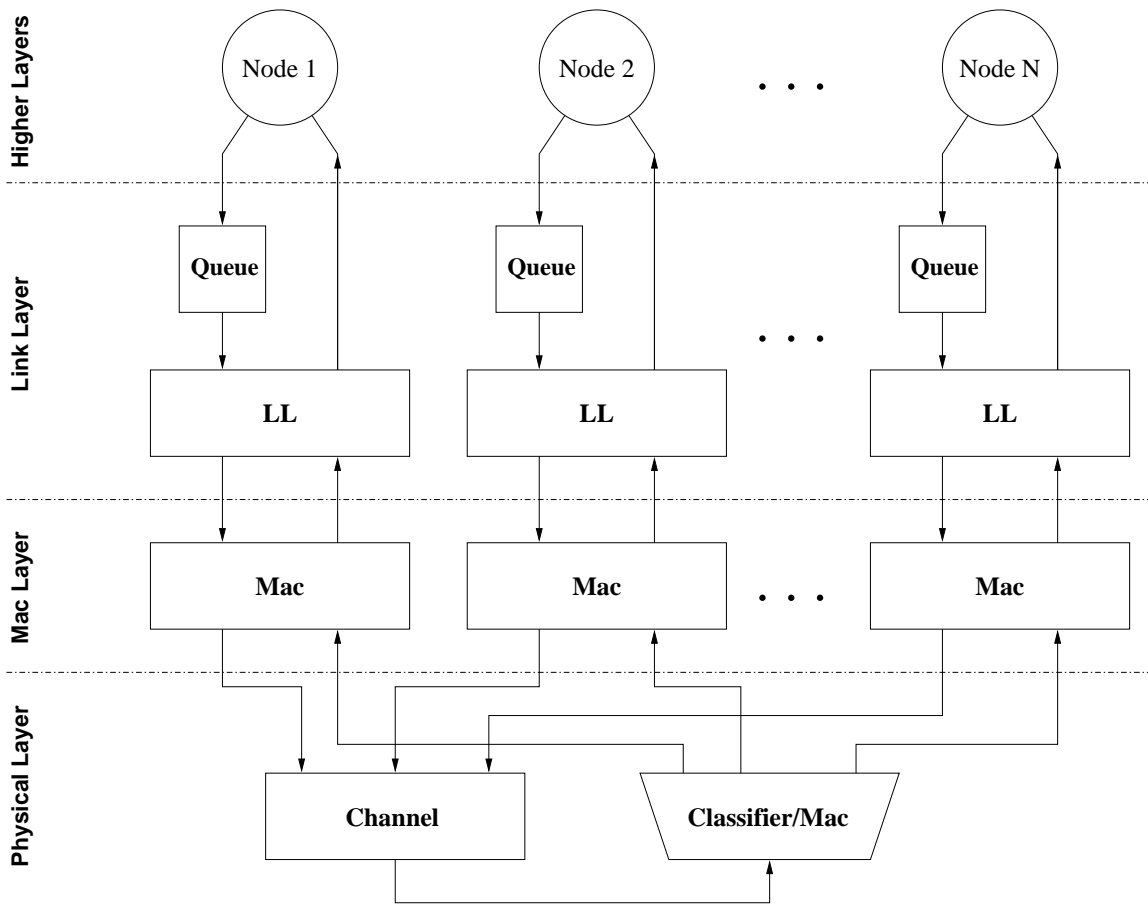 Higher Layers
Node 1
Node 2
. . .
Node N
Link Layer
Queue
Queue
Queue
. . .
LL
LL
LL
Mac Layer
Mac
Mac
. . .
Mac
Physical Layer
Channel
Classifier/Mac